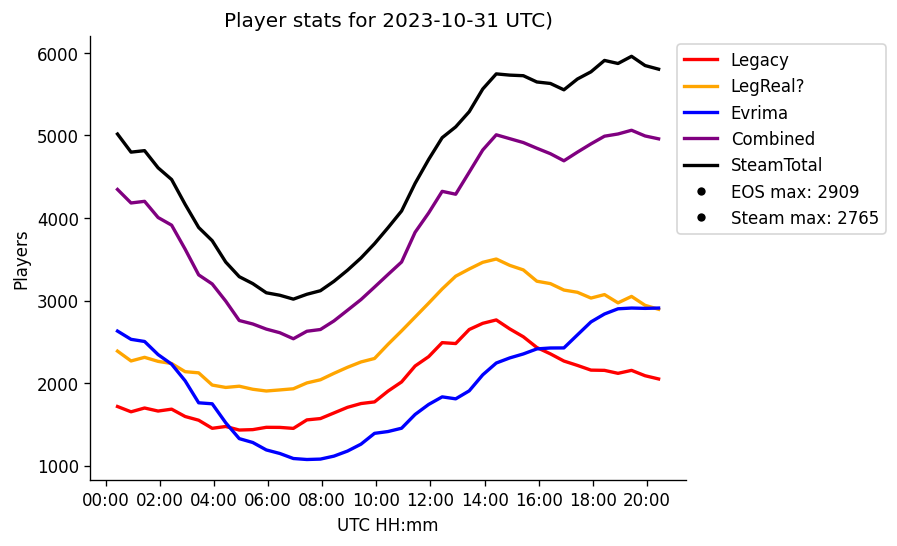 Player stats for 2023-10-31 UTC)
6000
5000
4000
3000
2000
1000
Players
00:00 02:00 04:00 06:00 08:00 10:00 12:00 14:00 16:00 18:00 20:00
UTC HH:mm
Legacy
LegReal?
Evrima
Combined
SteamTotal
EOS max: 2909
Steam max: 2765